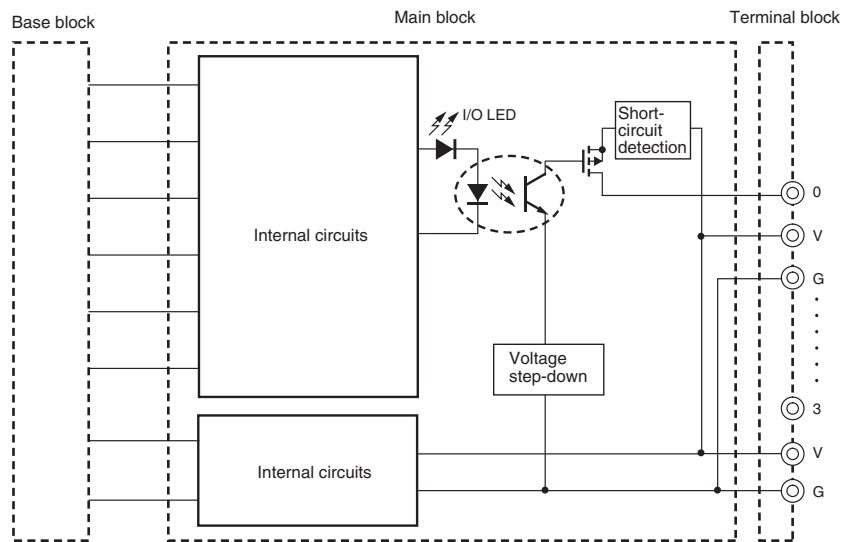 Base block
Main block
Terminal block
I/O LED
Short-
circuit
detection
Internal circuits
Voltage
step-down
Internal circuits
0
V
G
3
V
G